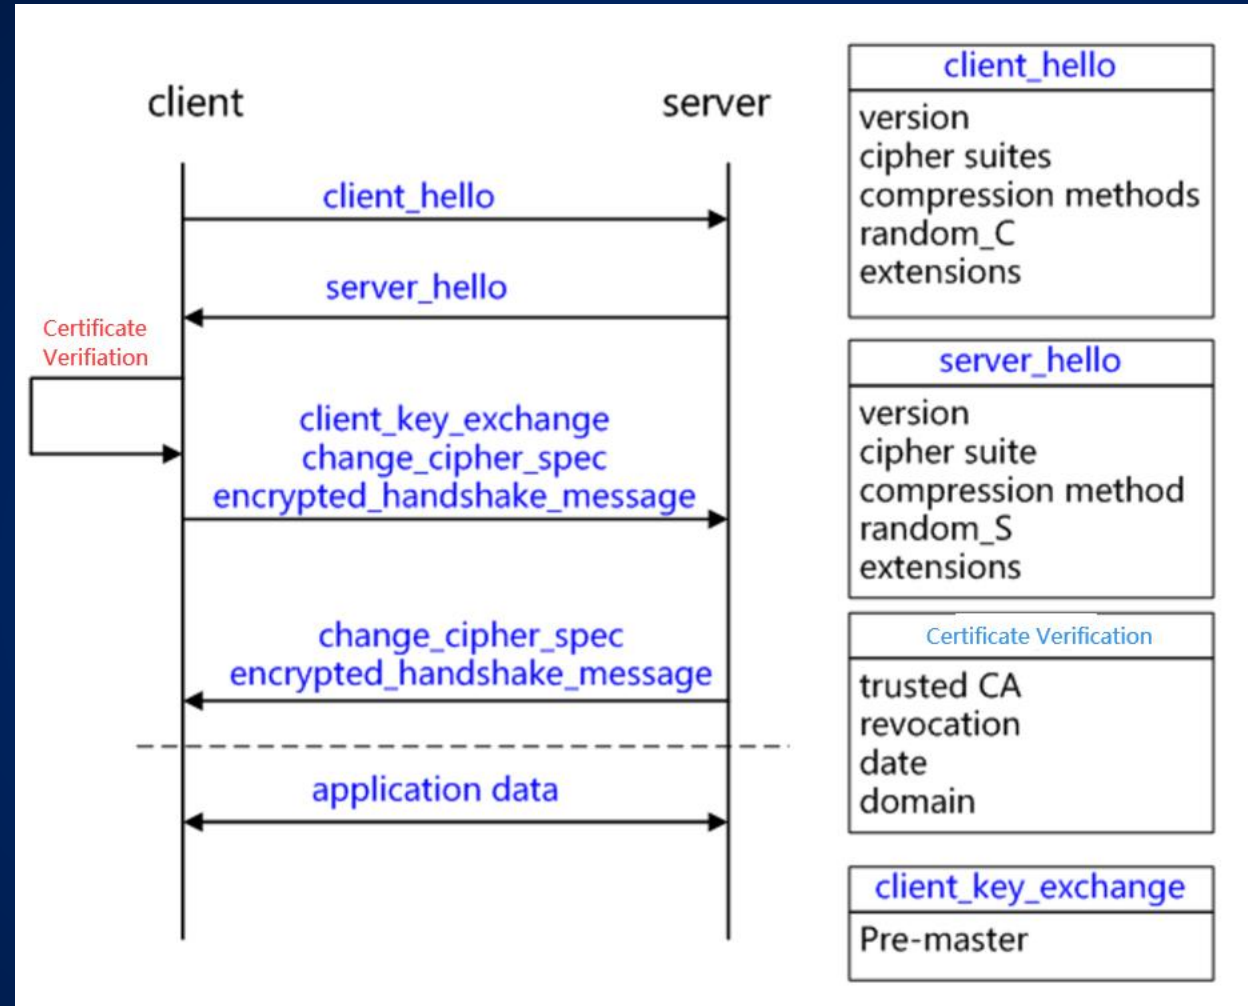 client
server
client_hello
server_hello
Certificate
Verifiation
client_key_exchange
change_cipher_spec
encrypted_handshake_message
change_cipher_spec
encrypted_handshake_message
application data
client_hello
version
cipher suites
compression methods
random_C
extensions
server_hello
version
cipher suite
compression method
random_S
extensions
Certificate Verification
trusted CA
revocation
date
domain
client_key_exchange
Pre-master